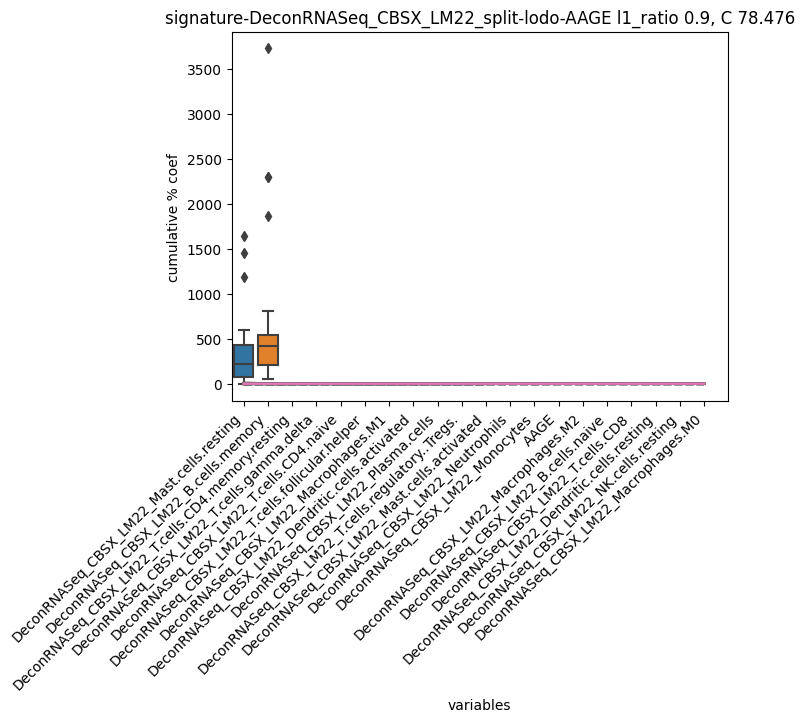 signature-DeconRNASeq_CBSX_LM22_split-lodo-AAGE l1_ratio 0.9, C 78.476
cumulative % coef
3500
3000
2500
2000
1500
1000
500
0
DeconRNASeq_CBSX_LM22_Mast.cells.resting
DeconRNASeq_CBSX_LM22_B.cells.memory
DeconRNASeq_CBSX_LM22_T.cells.CD4.memory.resting
DeconRNASeq_CBSX_LM22_T.cells.gamma.delta
DeconRNASeq_CBSX_LM22_T.cells.CD4.naive
DeconRNASeq_CBSX_LM22_T.cells.follicular.helper
DeconRNASeq_CBSX_LM22_Macrophages.M1
DeconRNASeq_CBSX_LM22_Dendritic.cells.activated
DeconRNASeq_CBSX_LM22_Plasma.cells
DeconRNASeq_CBSX_LM22_T.cells.regulatory..Tregs.
DeconRNASeq_CBSX_LM22_Mast.cells.activated
DeconRNASeq_CBSX_LM22_Neutrophils
DeconRNASeq_CBSX_LM22_Monocytes
AAGE
DeconRNASeq_CBSX_LM22_Macrophages.M2
DeconRNASeq_CBSX_LM22_B.cells.naive
DeconRNASeq_CBSX_LM22_T.cells.CD8
DeconRNASeq_CBSX_LM22_Dendritic.cells.resting
DeconRNASeq_CBSX_LM22_NK.cells.resting
DeconRNASeq_CBSX_LM22_Macrophages.M0
variables